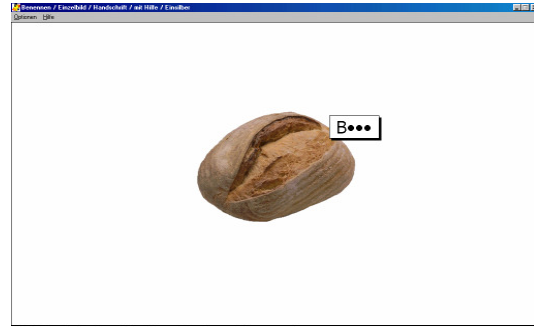 Benennen / Einzelbild / Handschrift / mit Hilfe / Einsilber
Optionen Hilfe
B•••